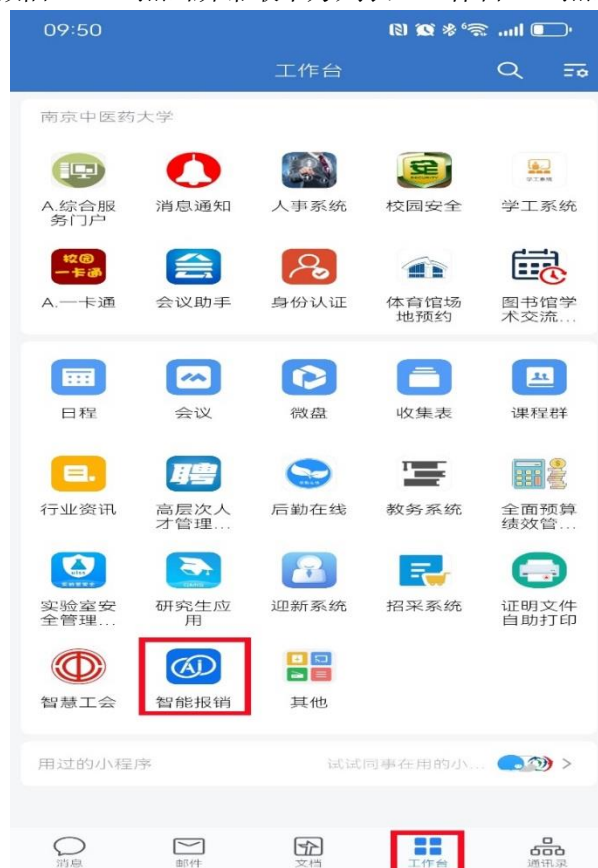 09:50
工作台
南京中医药大学
A.综合服务门户
消息通知
人事系统
校园安全
学工系统
校园一卡通
A.一卡通
会议助手
身份认证
体育馆场地预约
图书馆学术交流...
日程
会议
微盘
收集表
课程群
行业资讯
聘
高层次人才管理...
后勤在线
教务系统
全面预算绩效管...
实验室安全管理...
研究生应用
迎新系统
招采系统
证明文件自助打印
智慧工会
智能报销
其他
用过的小程序
试试同事在用的小...
消息
邮件
文档
工作台
通讯录